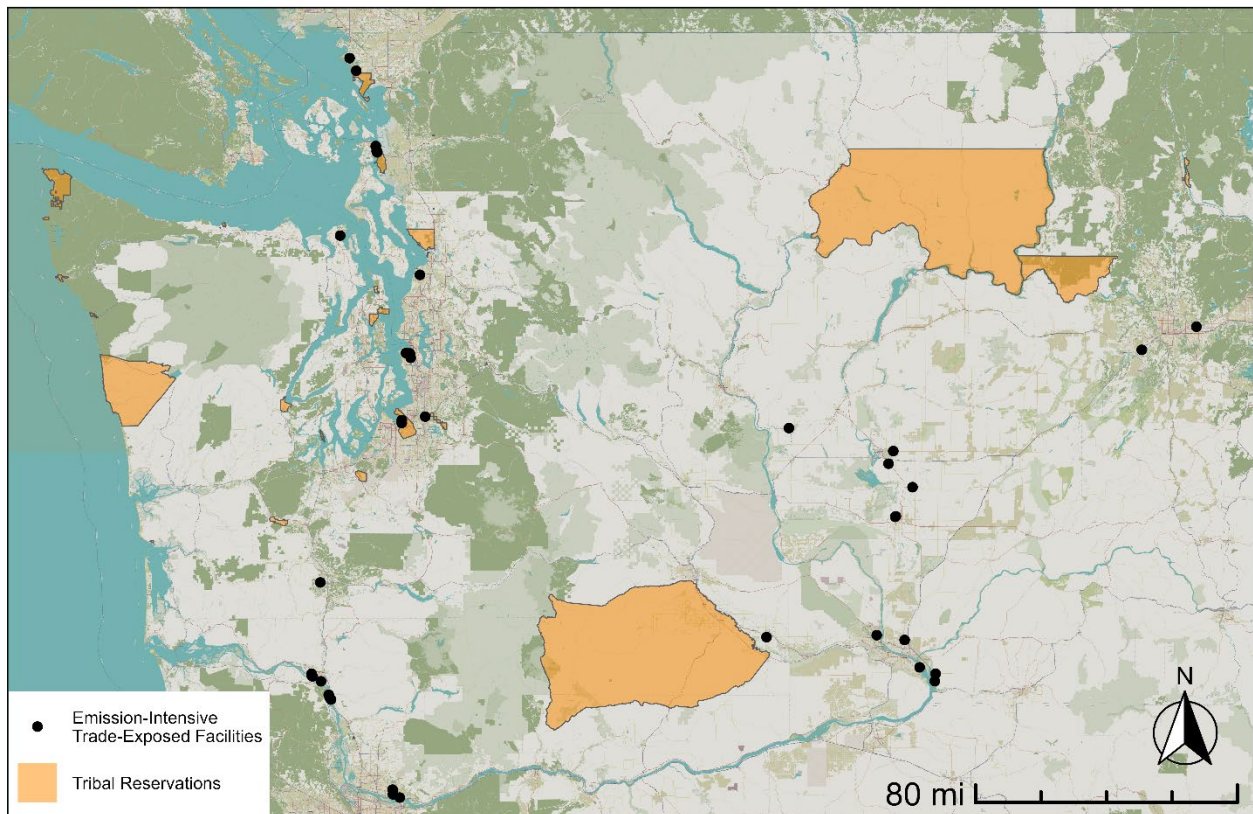 Emission-Intensive
Trade-Exposed Facilities
Tribal Reservations
N
80 mi